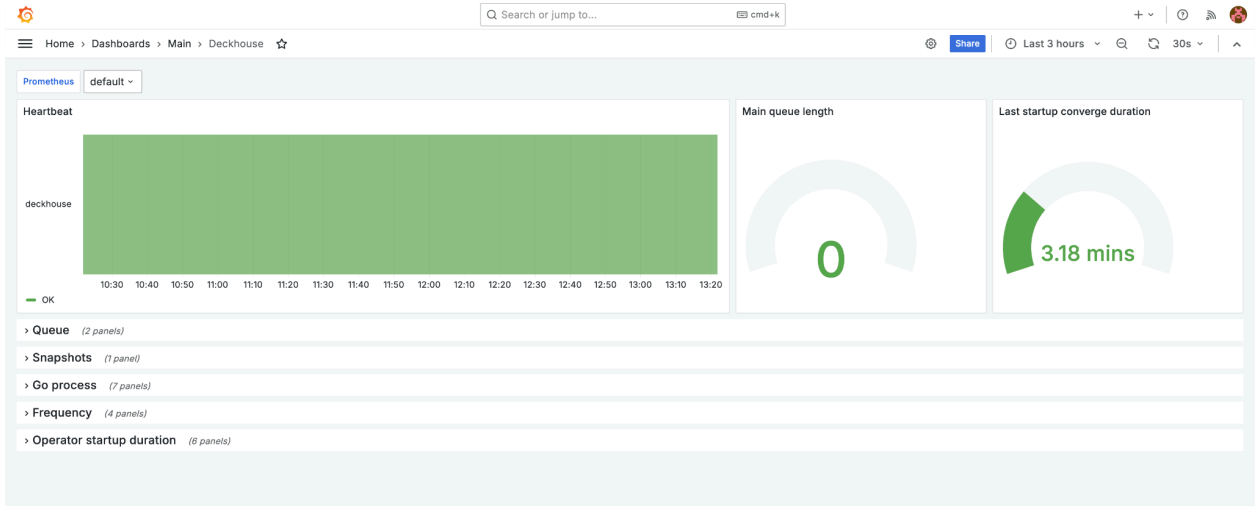 Search or jump to... cmd+k
Home › Dashboards › Main › Deckhouse Share Last 3 hours 30s
Prometheus default
Heartbeat
deckhouse
10:30 10:40 10:50 11:00 11:10 11:20 11:30 11:40 11:50 12:00 12:10 12:20 12:30 12:40 12:50 13:00 13:10 13:20
OK
Main queue length
0
Last startup converge duration
3.18 mins
Queue (2 panels)
Snapshots (1 panel)
Go process (7 panels)
Frequency (4 panels)
Operator startup duration (6 panels)